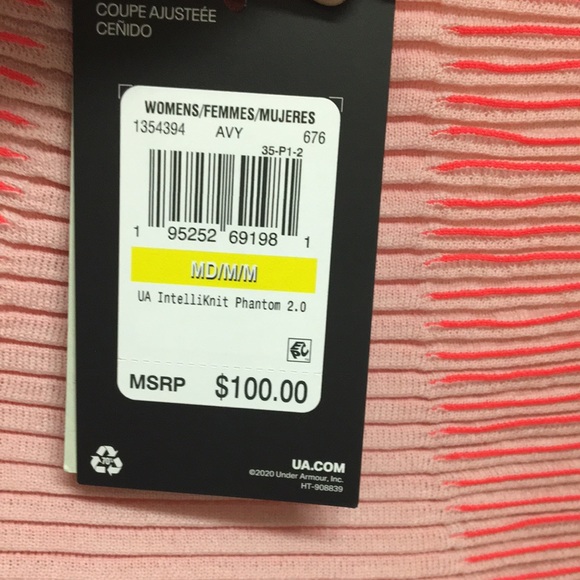 COUPE AJUSTEÉE
CEÑIDO
WOMENS/FEMMES/MUJERES
1354394 AVY 676
35-P1-2
1 95252 69198 1
MD/M/M
UA IntelliKnit Phantom 2.0
MSRP $100.00
70%
UA.COM
©2020 Under Armour, Inc.
HT-908839